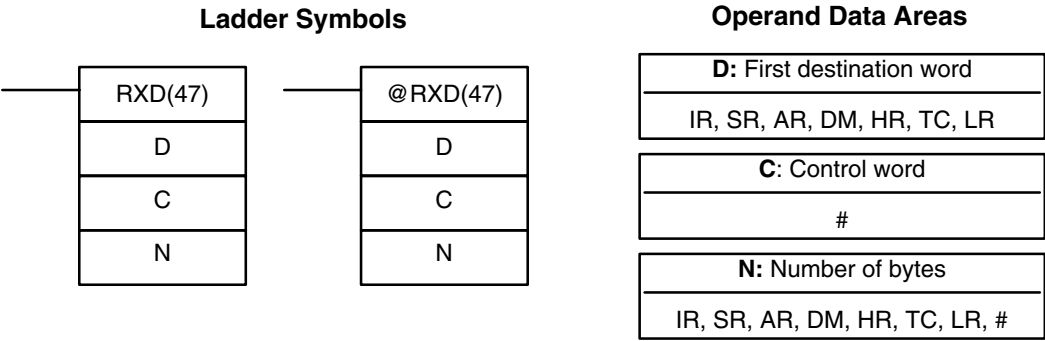 Ladder Symbols
RXD(47)
D
C
N
@RXD(47)
D
C
N
Operand Data Areas
D: First destination word
IR, SR, AR, DM, HR, TC, LR
C: Control word
#
N: Number of bytes
IR, SR, AR, DM, HR, TC, LR, #